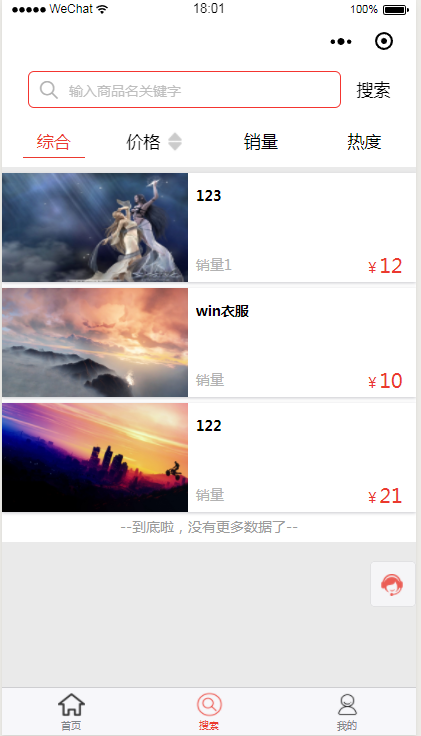 WeChat 18:01 100%
输入商品名关键字 搜索
综合 价格 销量 热度
123
销量1 ¥12
win衣服
销量 ¥10
122
销量 ¥21
--到底啦，没有更多数据了--
首页 搜索 我的